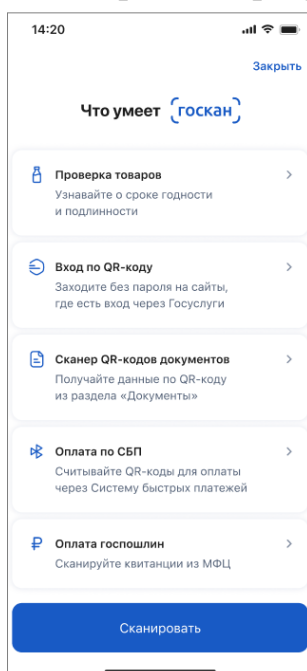 14:20
Закрыть
Что умеет госкан
Проверка товаров
Узнавайте о сроке годности
и подлинности
Вход по QR-коду
Заходите без пароля на сайты,
где есть вход через Госуслуги
Сканер QR-кодов документов
Получайте данные по QR-коду
из раздела «Документы»
Оплата по СБП
Считывайте QR-коды для оплаты
через Систему быстрых платежей
Оплата госпошлин
Сканируйте квитанции из МФЦ
Сканировать